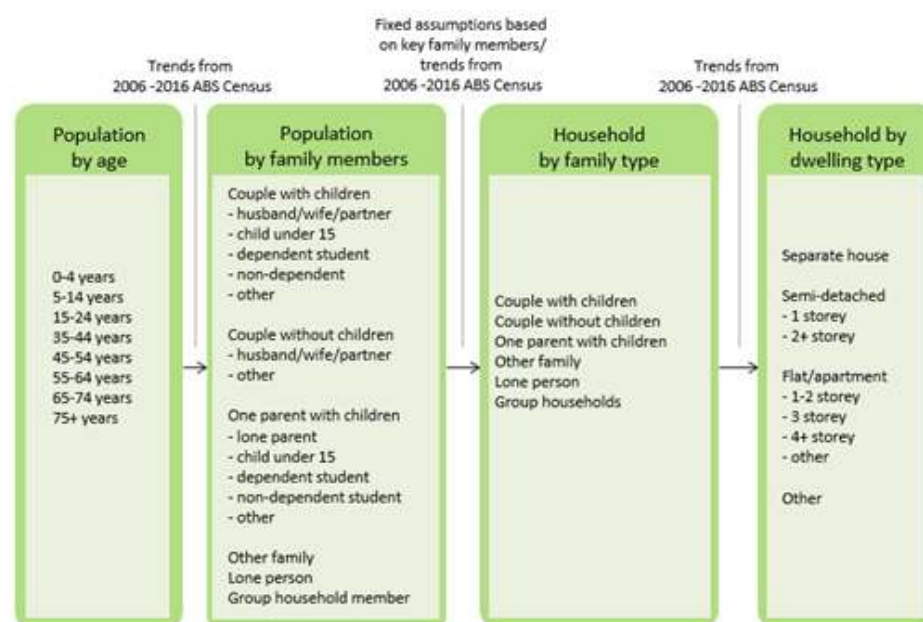 Trends from
2006 -2016 ABS Census
Fixed assumptions based
on key family members/
trends from
2006 -2016 ABS Census
Trends from
2006 -2016 ABS Census
Population
by age
0-4 years
5-14 years
15-24 years
35-44 years
45-54 years
55-64 years
65-74 years
75+ years
Population
by family members
Couple with children
- husband/wife/partner
- child under 15
- dependent student
- non-dependent
- other
Couple without children
- husband/wife/partner
- other
One parent with children
- lone parent
- child under 15
- dependent student
- non-dependent student
- other
Other family
Lone person
Group household member
Household
by family type
Couple with children
Couple without children
One parent with children
Other family
Lone person
Group households
Household by
dwelling type
Separate house
Semi-detached
- 1 storey
- 2+ storey
Flat/apartment
- 1-2 storey
- 3 storey
- 4+ storey
- other
Other